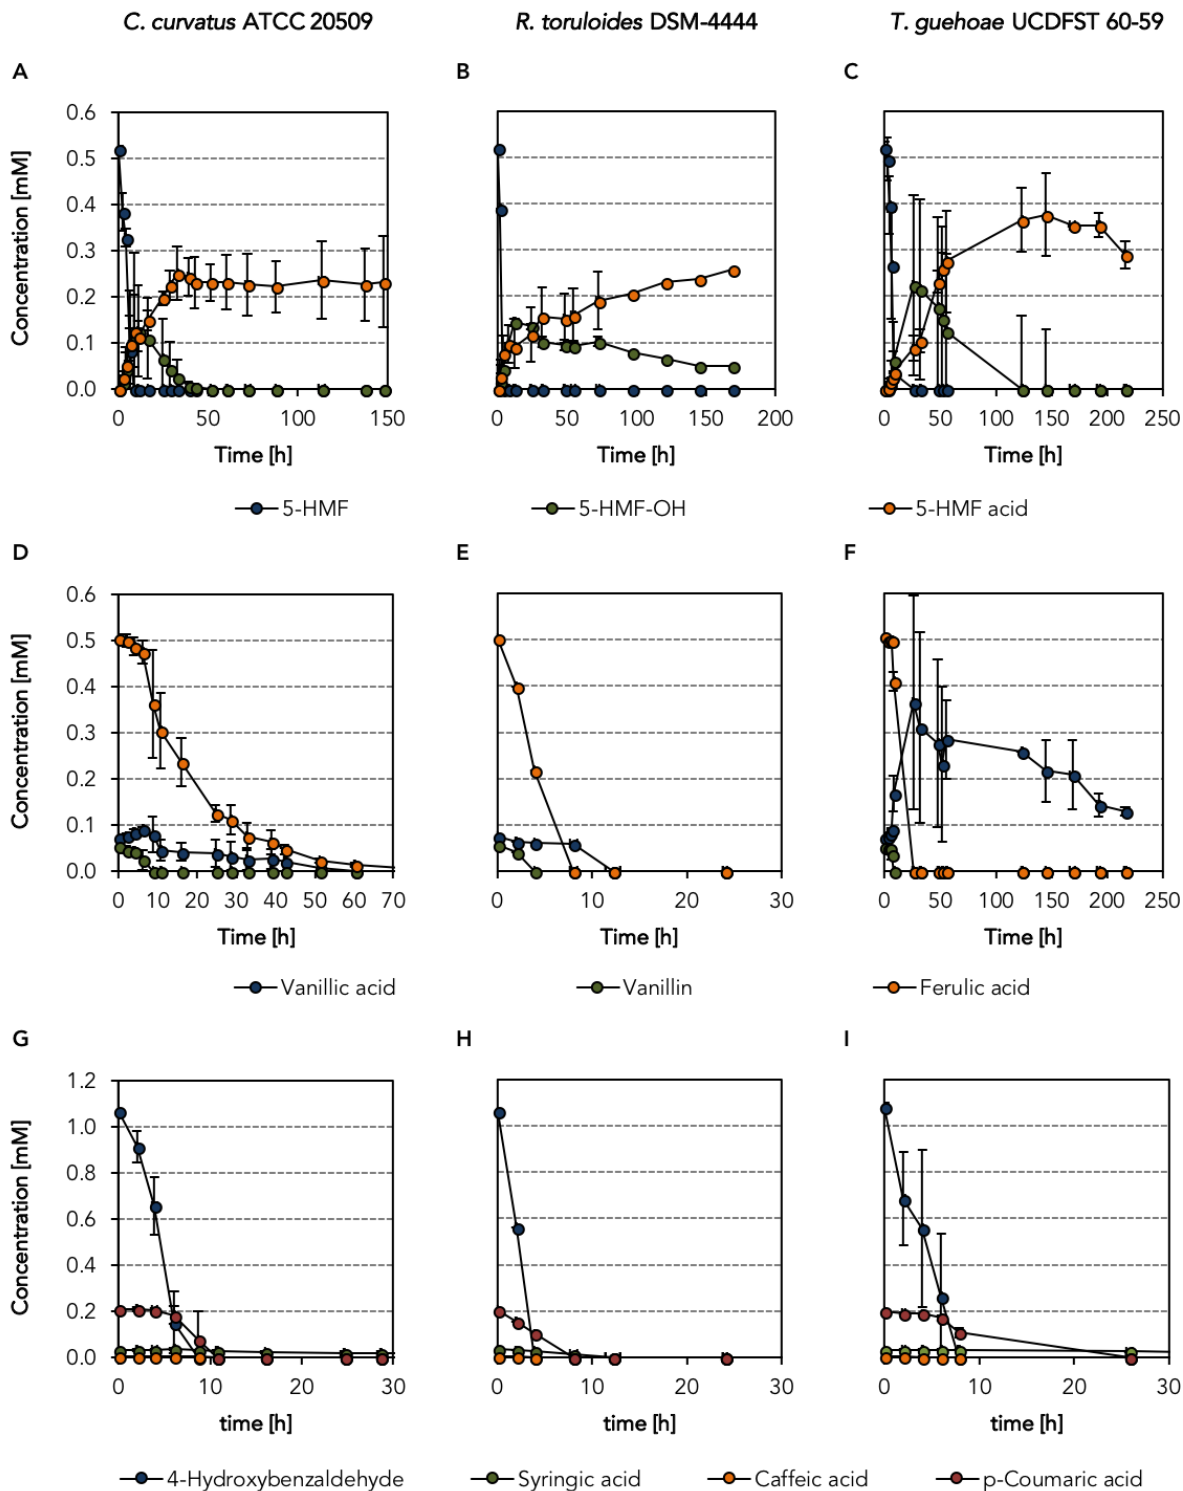 C. curvatus ATCC 20509 R. toruloides DSM-4444 T. guehoae UCDFST 60-59
A B C
0.6
0.5
0.4
0.3
0.2
0.1
0.0
Concentration [mM]
0 50 100 150 0 50 100 150 200 0 50 100 150 200 250
Time [h] Time [h] Time [h]
5-HMF 5-HMF-OH 5-HMF acid
D E F
0.6
0.5
0.4
0.3
0.2
0.1
0.0
Concentration [mM]
0 10 20 30 40 50 60 70 0 10 20 30 0 50 100 150 200 250
Time [h] Time [h] Time [h]
Vanillic acid Vanillin Ferulic acid
G H I
1.2
1.0
0.8
0.6
0.4
0.2
0.0
Concentration [mM]
0 10 20 30 0 10 20 30 0 10 20 30
time [h] time [h] time [h]
4-Hydroxybenzaldehyde Syringic acid Caffeic acid p-Coumaric acid